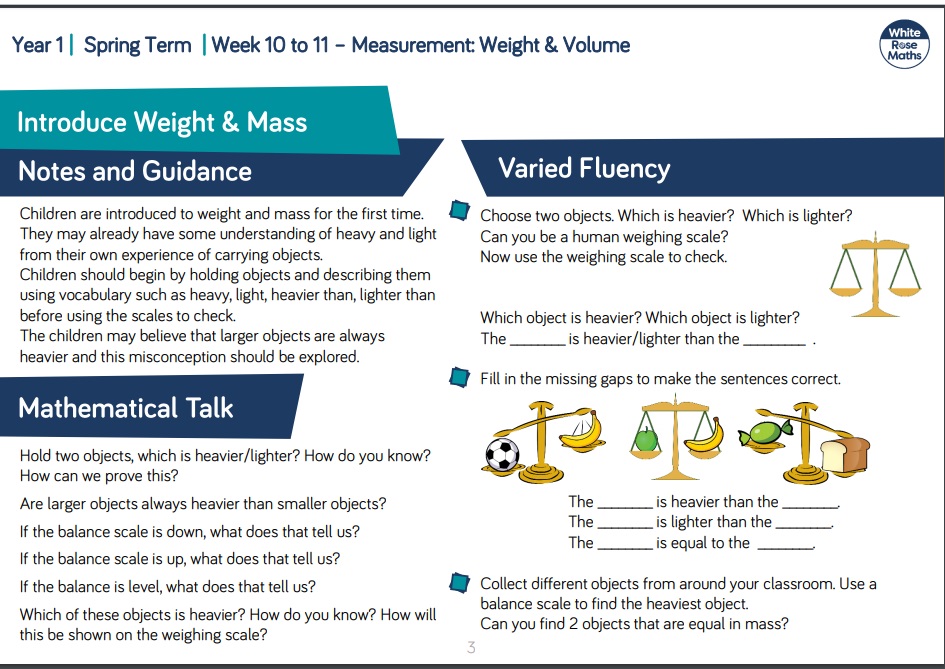 Year 1 | Spring Term | Week 10 to 11 – Measurement: Weight & Volume
White
Rose
Maths
Introduce Weight & Mass
Notes and Guidance
Children are introduced to weight and mass for the first time.
They may already have some understanding of heavy and light
from their own experience of carrying objects.
Children should begin by holding objects and describing them
using vocabulary such as heavy, light, heavier than, lighter than
before using the scales to check.
The children may believe that larger objects are always
heavier and this misconception should be explored.
Mathematical Talk
Hold two objects, which is heavier/lighter? How do you know?
How can we prove this?
Are larger objects always heavier than smaller objects?
If the balance scale is down, what does that tell us?
If the balance scale is up, what does that tell us?
If the balance is level, what does that tell us?
Which of these objects is heavier? How do you know? How will
this be shown on the weighing scale?
Varied Fluency
Choose two objects. Which is heavier? Which is lighter?
Can you be a human weighing scale?
Now use the weighing scale to check.
Which object is heavier? Which object is lighter?
The _______ is heavier/lighter than the ________ .
Fill in the missing gaps to make the sentences correct.
The _______ is heavier than the _______.
The _______ is lighter than the _______.
The _______ is equal to the _______.
Collect different objects from around your classroom. Use a
balance scale to find the heaviest object.
Can you find 2 objects that are equal in mass?
3